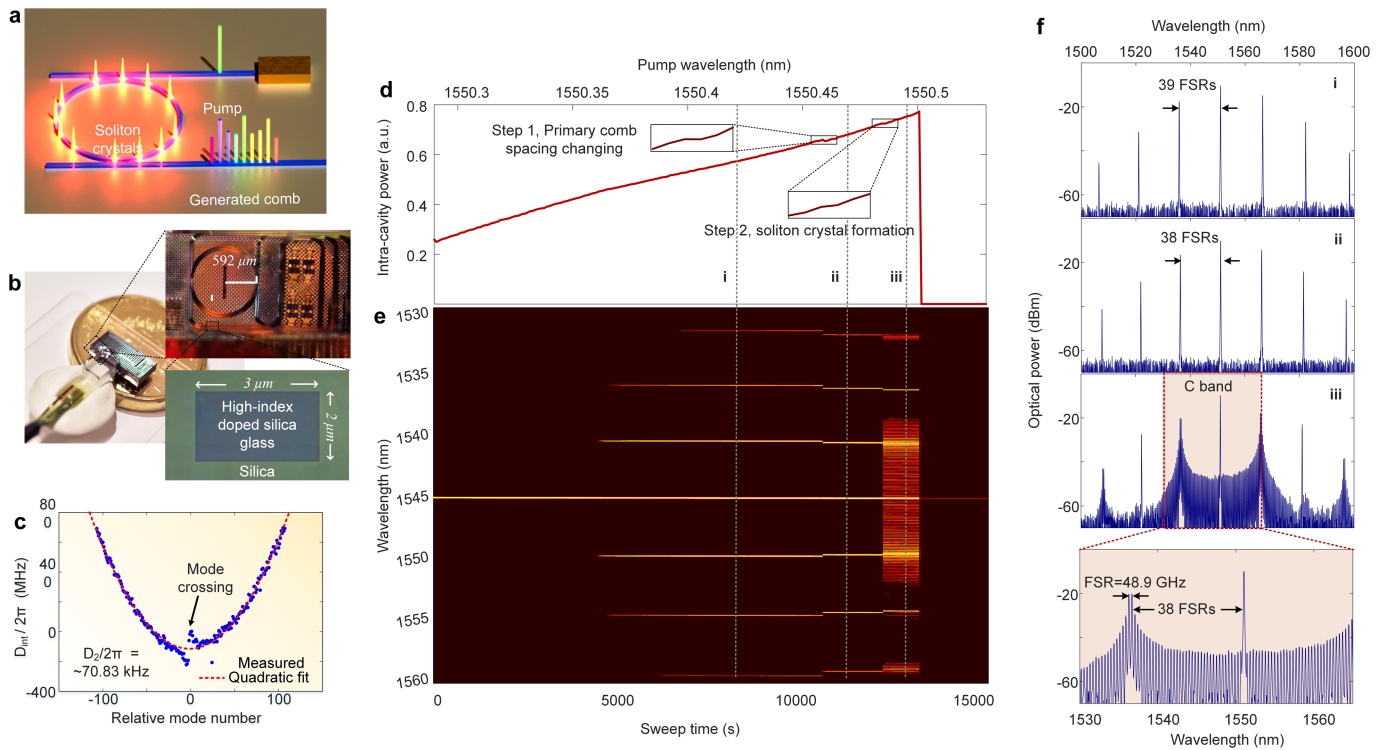 a
Pump
Soliton
crystals
Generated comb
b
592 μm
3 μm
2 μm
High-index
doped silica
glass
Silica
c
80
0
40
0
0
-400
D_int/ 2π (MHz)
Mode
crossing
D₂/2π =
~70.83 kHz
Measured
Quadratic fit
-100
0
100
Relative mode number
d
Pump wavelength (nm)
1550.3
1550.35
1550.4
1550.45
1550.5
0.8
0.6
0.4
0.2
Intra-cavity power (a.u.)
Step 1, Primary comb
spacing changing
Step 2, soliton crystal formation
i
ii
iii
e
1530
1535
1540
1545
1550
1555
1560
Wavelength (nm)
0
5000
10000
15000
Sweep time (s)
f
Wavelength (nm)
1500
1520
1540
1560
1600
i
39 FSRs
-20
-60
ii
38 FSRs
-20
-60
Optical power (dBm)
C band
iii
-20
-60
FSR=48.9 GHz
38 FSRs
-20
-60
1530
1540
1550
1560
Wavelength (nm)